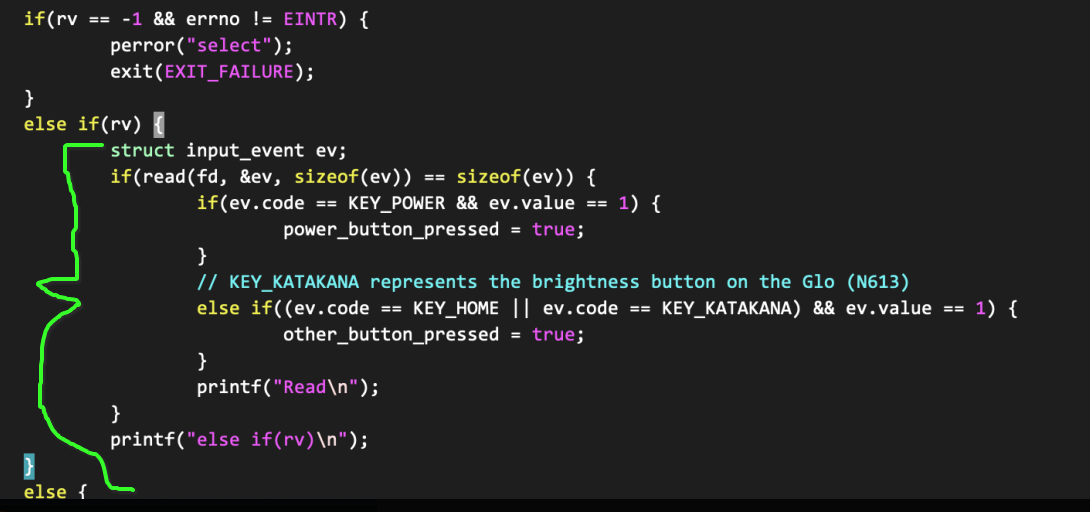 if(rv == -1 && errno != EINTR) {
perror("select");
exit(EXIT_FAILURE);
}
else if(rv) {
struct input_event ev;
if(read(fd, &ev, sizeof(ev)) == sizeof(ev)) {
if(ev.code == KEY_POWER && ev.value == 1) {
power_button_pressed = true;
}
// KEY_KATAKANA represents the brightness button on the Glo (N613)
else if((ev.code == KEY_HOME || ev.code == KEY_KATAKANA) && ev.value == 1) {
other_button_pressed = true;
}
printf("Read\n");
}
printf("else if(rv)\n");
}
else {